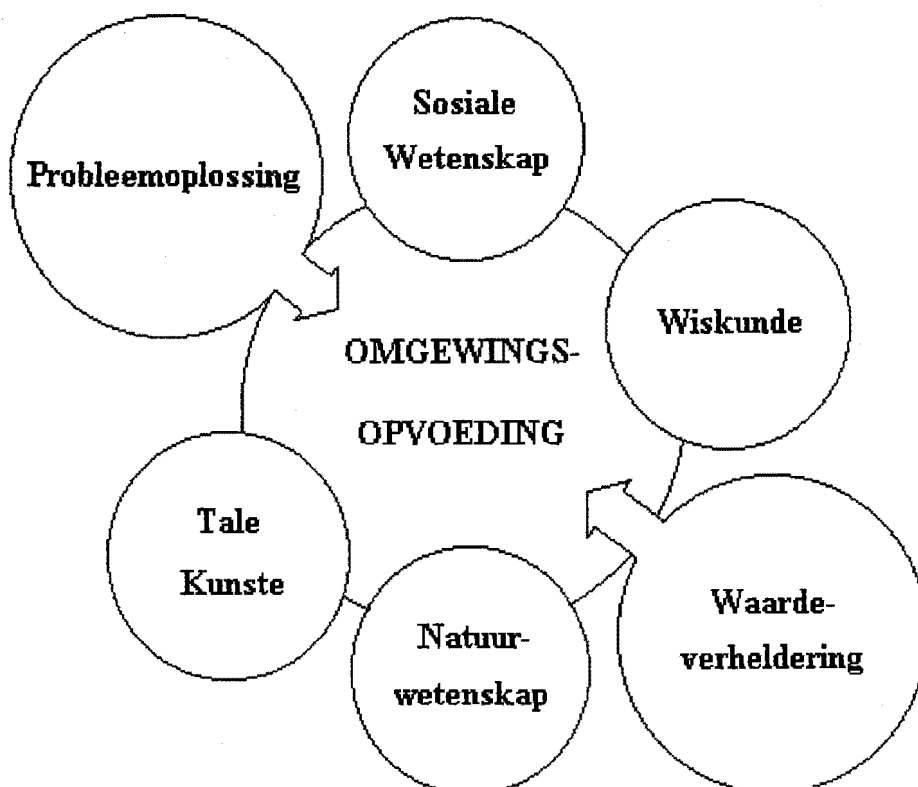 Sosiale
Wetenskap
Probleemoplossing
Wiskunde
OMGEWINGS-
OPVOEDING
Tale
Kunste
Natuur-
wetenskap
Waarde-
verheldering